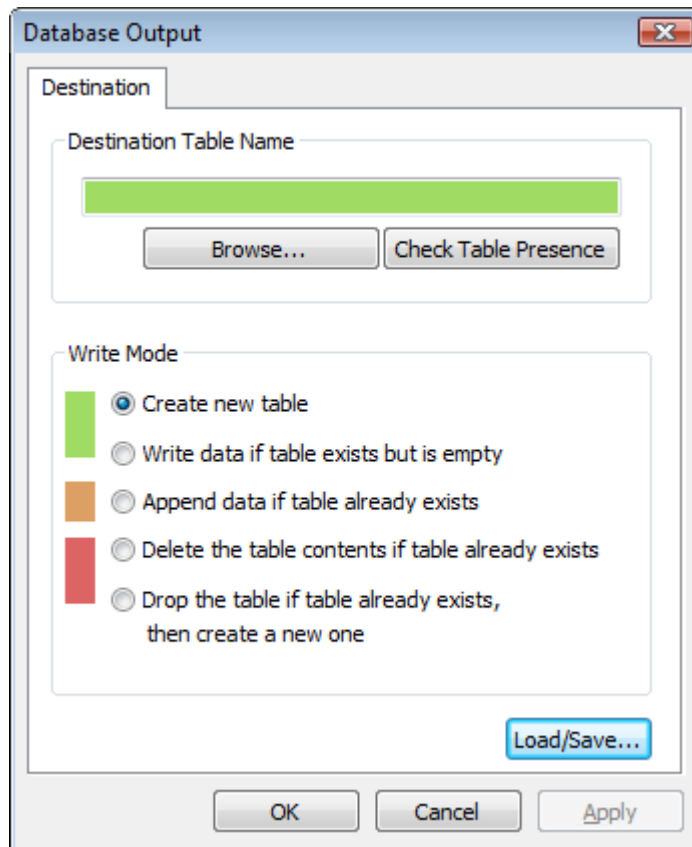 Database Output
Destination
Destination Table Name
Browse...
Check Table Presence
Write Mode
Create new table
Write data if table exists but is empty
Append data if table already exists
Delete the table contents if table already exists
Drop the table if table already exists,
then create a new one
Load/Save...
OK
Cancel
Apply